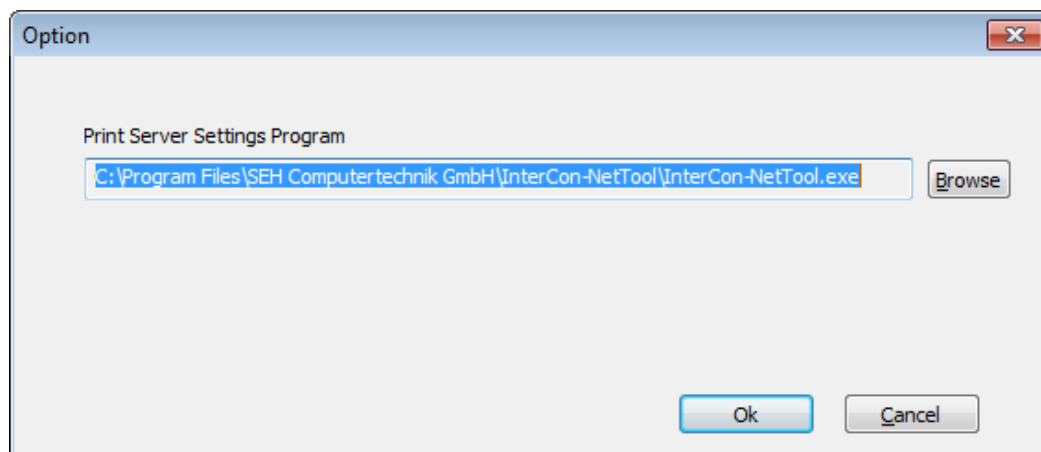 Option
Print Server Settings Program
C:\Program Files\SEH Computertechnik GmbH\InterCon-NetTool\InterCon-NetTool.exe
Browse
Ok
Cancel